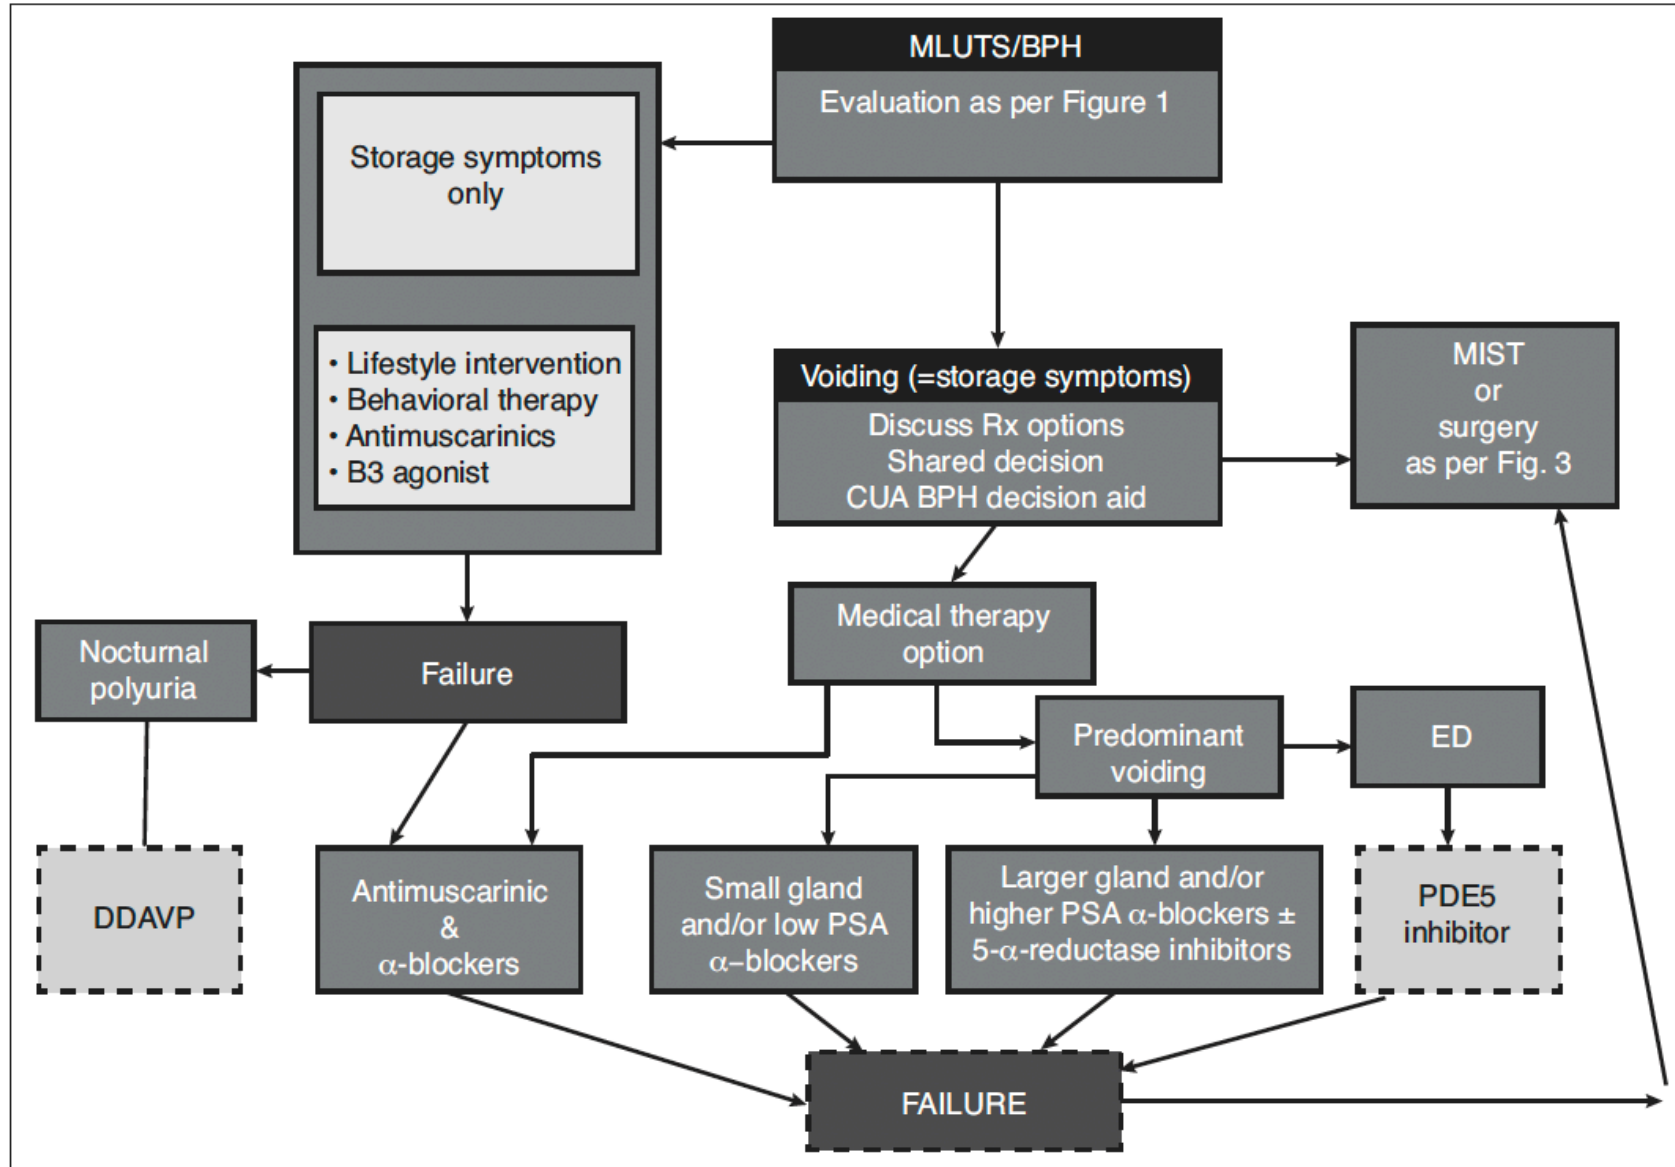 MLUTS/BPH
Evaluation as per Figure 1
Storage symptoms
only
• Lifestyle intervention
• Behavioral therapy
• Antimuscarinics
• B3 agonist
Voiding (=storage symptoms)
Discuss Rx options
Shared decision
CUA BPH decision aid
MIST
or
surgery
as per Fig. 3
Medical therapy
option
Nocturnal
polyuria
Failure
Predominant
voiding
ED
DDAVP
Antimuscarinic
&
α-blockers
Small gland
and/or low PSA
α–blockers
Larger gland and/or
higher PSA α-blockers ±
5-α-reductase inhibitors
PDE5
inhibitor
FAILURE